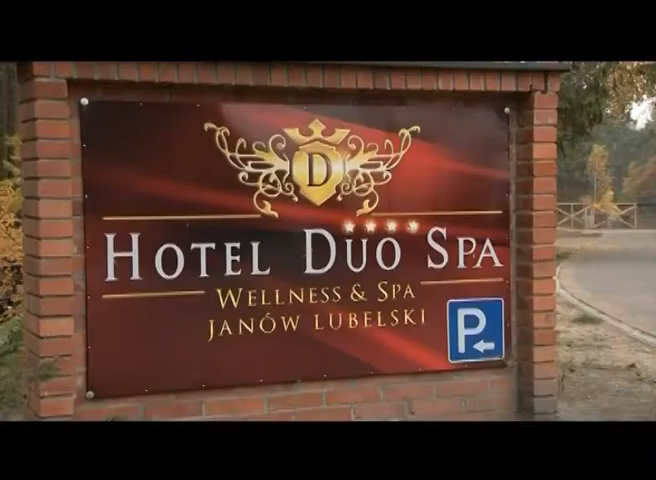 D
HOTEL DUO SPA
WELLNESS & SPA
JANÓW LUBELSKI
P